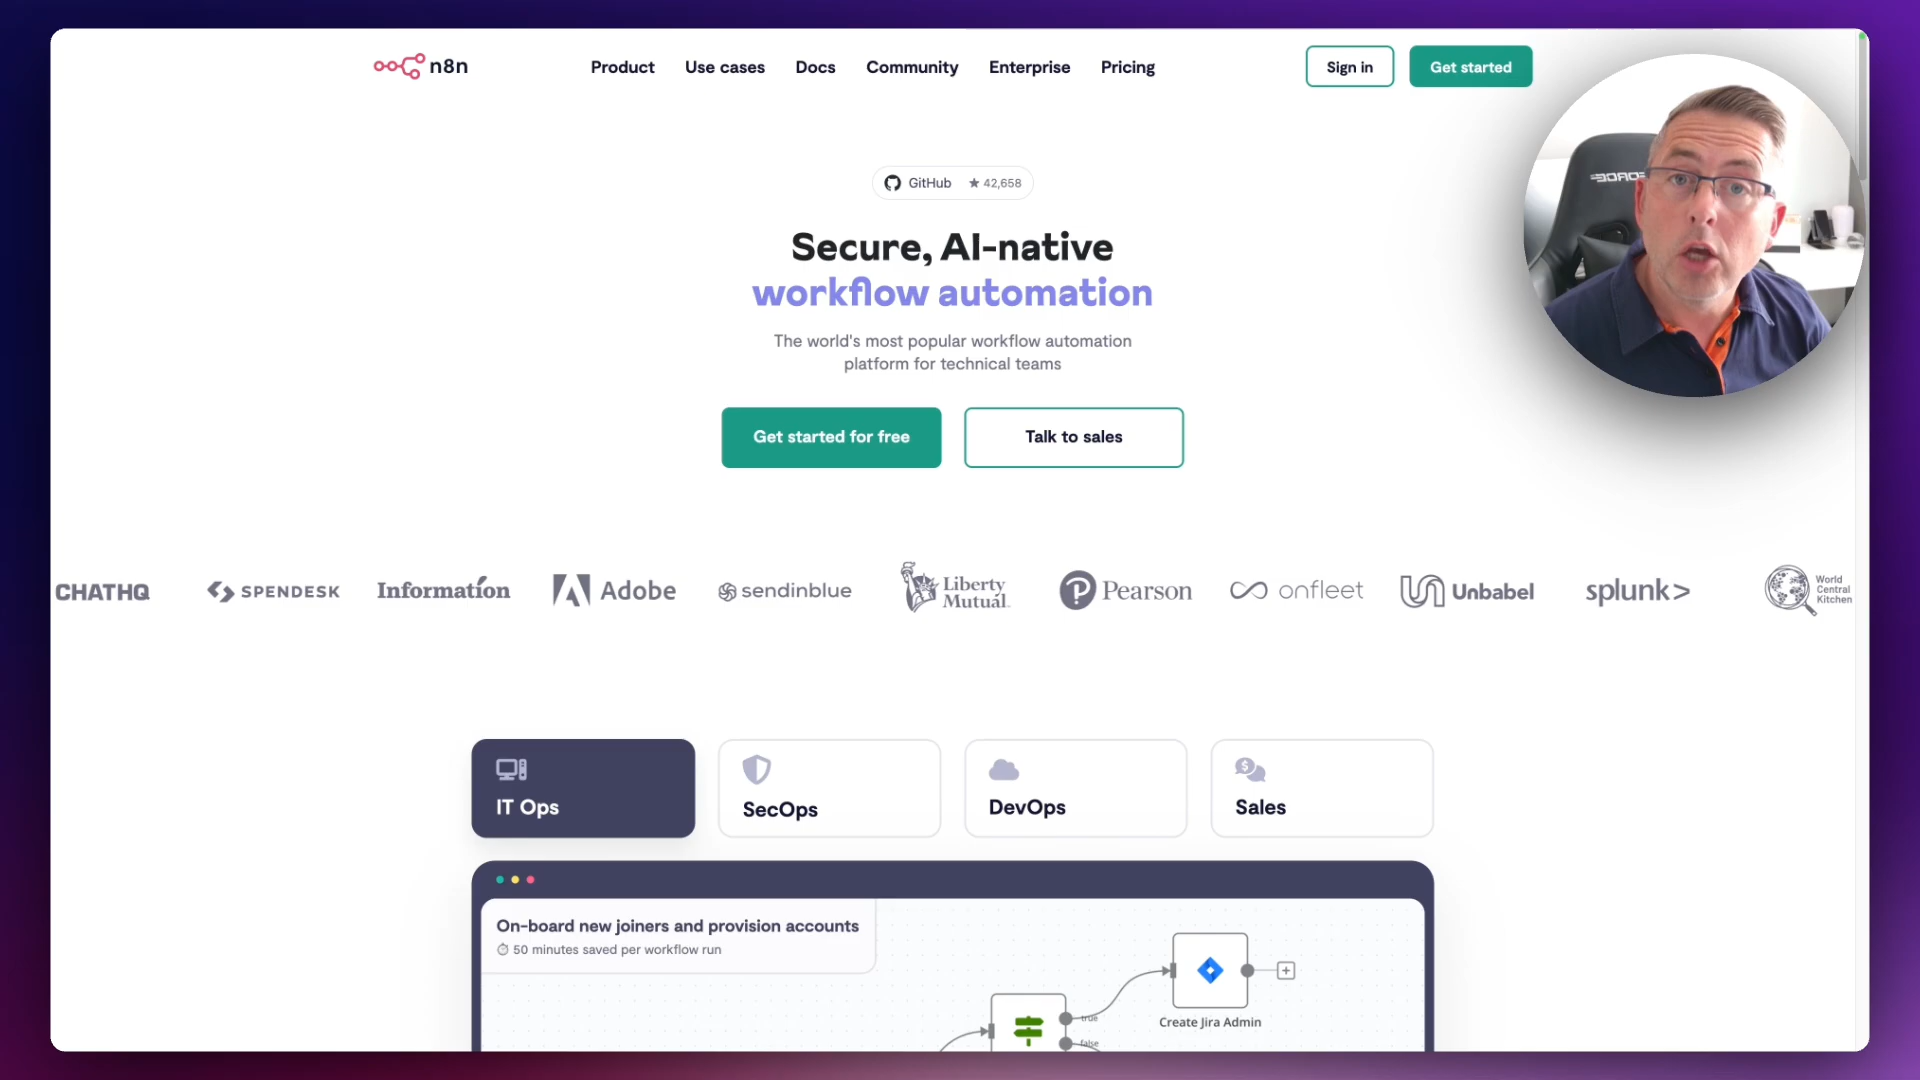 n8n
Product
Use cases
Docs
Community
Enterprise
Pricing
Sign in
Get started
GitHub ★ 42,658
Secure, AI-native
workflow automation
The world's most popular workflow automation
platform for technical teams
Get started for free
Talk to sales
CHATHQ
SPENDESK
Information
Adobe
sendinblue
Liberty
Mutual
Pearson
onfleet
Unbabel
splunk>
World
Central
Kitchen
IT Ops
SecOps
DevOps
Sales
On-board new joiners and provision accounts
50 minutes saved per workflow run
true
false
Create Jira Admin